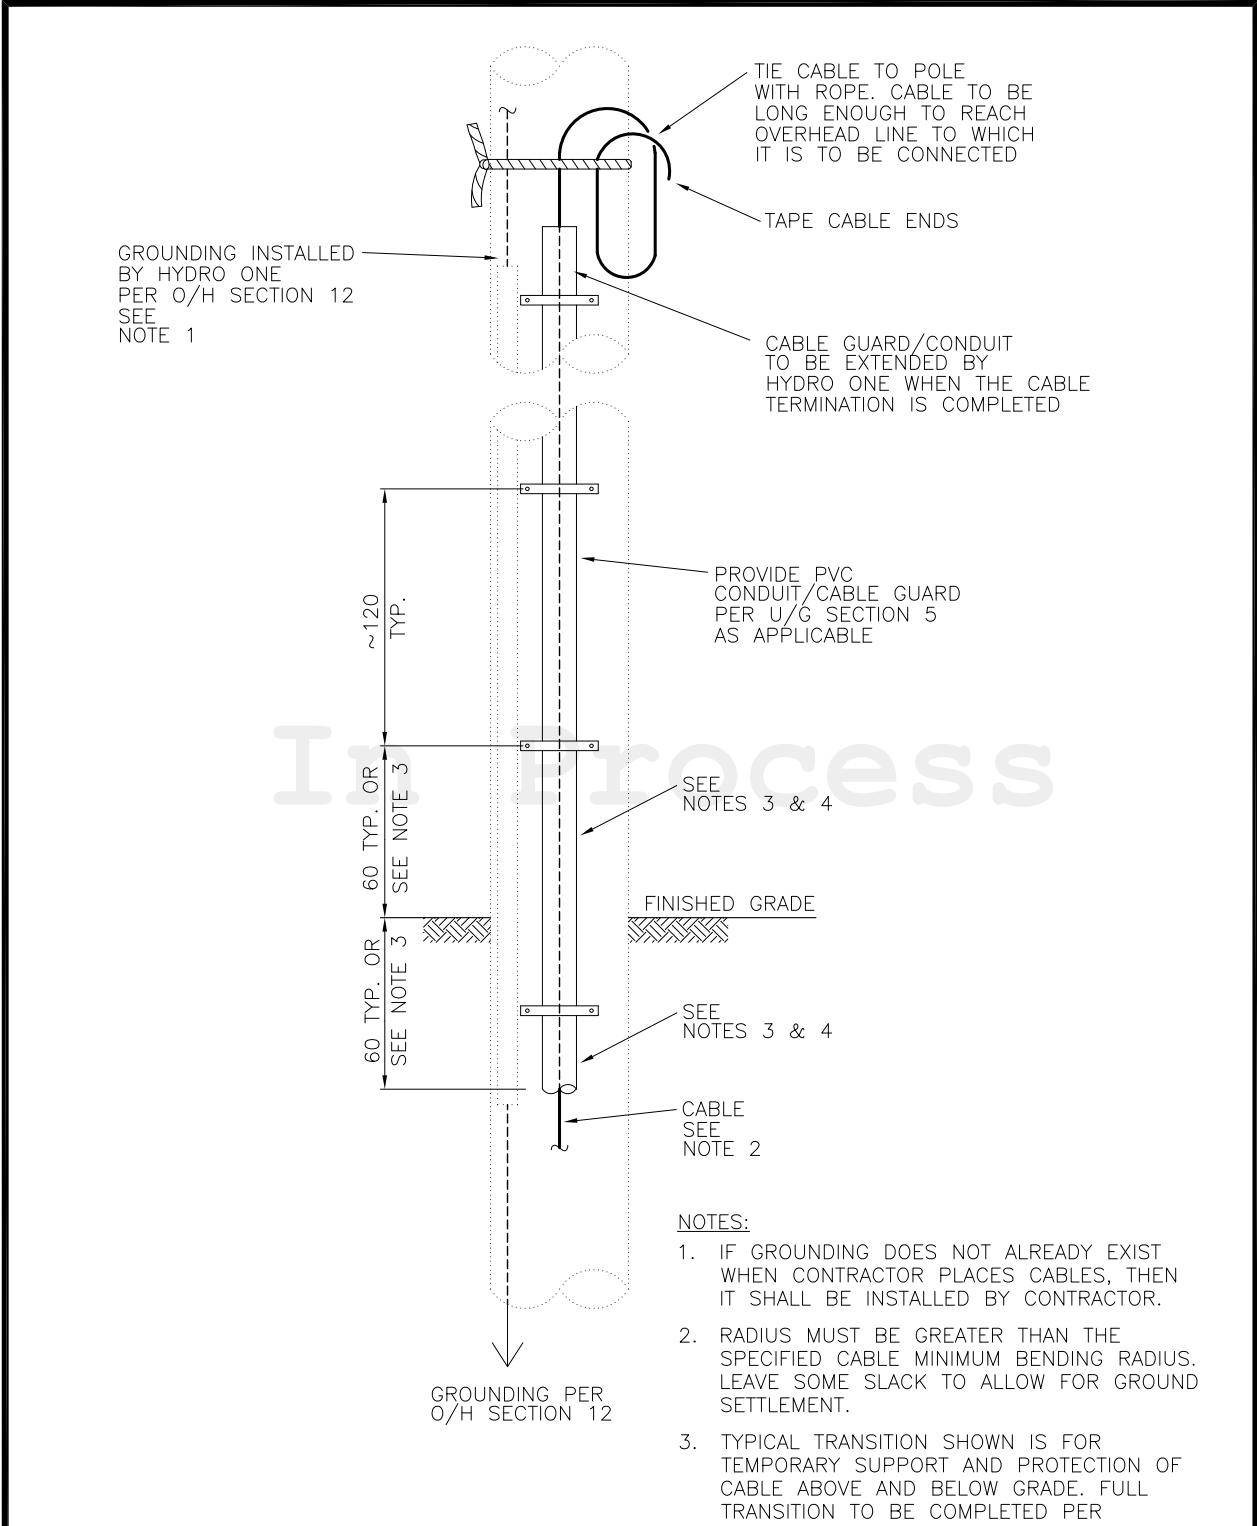 TIE CABLE TO POLE
WITH ROPE. CABLE TO BE
LONG ENOUGH TO REACH
OVERHEAD LINE TO WHICH
IT IS TO BE CONNECTED
TAPE CABLE ENDS
GROUNDING INSTALLED
BY HYDRO ONE
PER O/H SECTION 12
SEE
NOTE 1
CABLE GUARD/CONDUIT
TO BE EXTENDED BY
HYDRO ONE WHEN THE CABLE
TERMINATION IS COMPLETED
~120
TYP.
PROVIDE PVC
CONDUIT/CABLE GUARD
PER U/G SECTION 5
AS APPLICABLE
In Process
60 TYP. OR
SEE NOTE 3
SEE
NOTES 3 & 4
FINISHED GRADE
60 TYP. OR
SEE NOTE 3
SEE
NOTES 3 & 4
CABLE
SEE
NOTE 2
GROUNDING PER
O/H SECTION 12
NOTES:
1. IF GROUNDING DOES NOT ALREADY EXIST
WHEN CONTRACTOR PLACES CABLES, THEN
IT SHALL BE INSTALLED BY CONTRACTOR.
2. RADIUS MUST BE GREATER THAN THE
SPECIFIED CABLE MINIMUM BENDING RADIUS.
LEAVE SOME SLACK TO ALLOW FOR GROUND
SETTLEMENT.
3. TYPICAL TRANSITION SHOWN IS FOR
TEMPORARY SUPPORT AND PROTECTION OF
CABLE ABOVE AND BELOW GRADE. FULL
TRANSITION TO BE COMPLETED PER